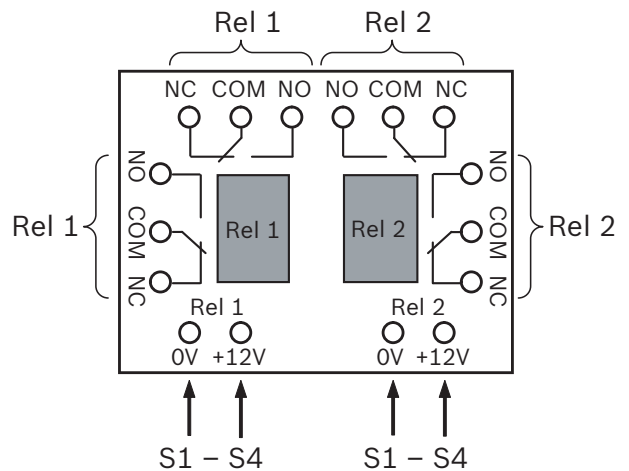 Rel 1 Rel 2
NC COM NO NO COM NC
NO NO
Rel 1 COM Rel 1 Rel 2 COM Rel 2
NC NC
Rel 1 Rel 2
0V +12V 0V +12V
S1 – S4 S1 – S4